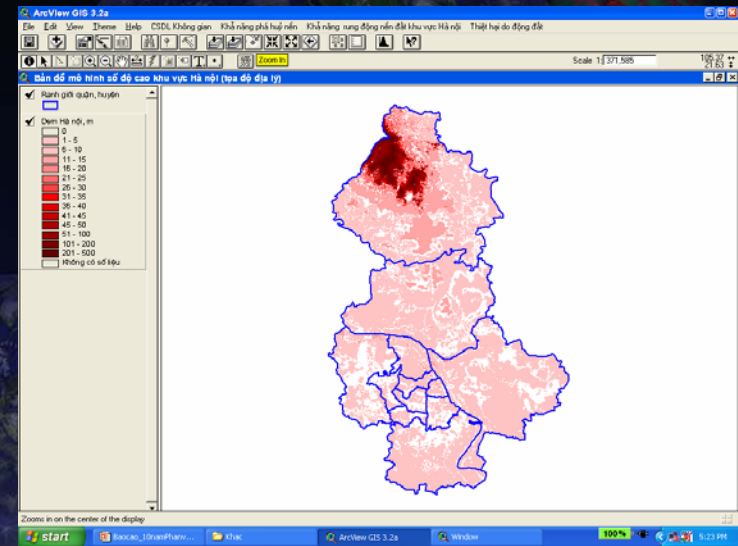 ArcView GIS 3.2a
File Edit View Theme Help CSDL Không gian Khả năng phá huỷ nền Khả năng rung động nền đất khu vực Hà nội Thiệt hại do động đất
Zoom In
Scale 1: 371,585
105.37
21.63
Bản đồ mô hình số độ cao khu vực Hà nội (tọa độ địa lý)
Ranh giới quận, huyện
Dem Hà nội, m
0
1 - 5
6 - 10
11 - 15
16 - 20
21 - 25
26 - 30
31 - 35
36 - 40
41 - 45
45 - 50
51 - 100
101 - 200
201 - 500
Không có số liệu
Zooms in on the center of the display
start
Baocao_10namPhanv...
Khac
ArcView GIS 3.2a
Window
100%
5:23 PM